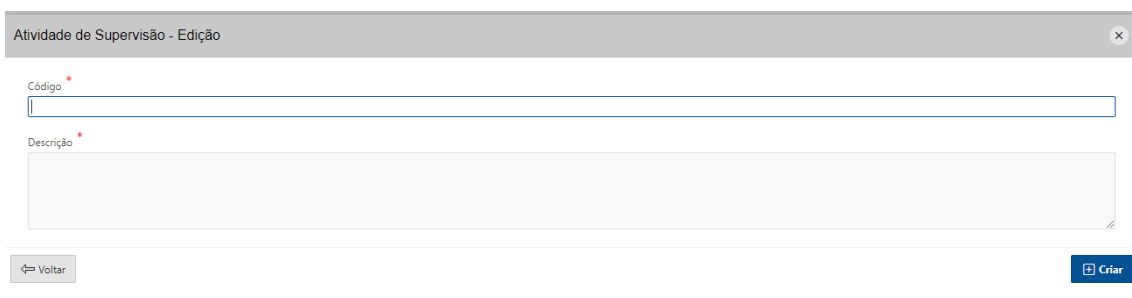 Atividade de Supervisão - Edição
Código *
Descrição *
Voltar
Criar